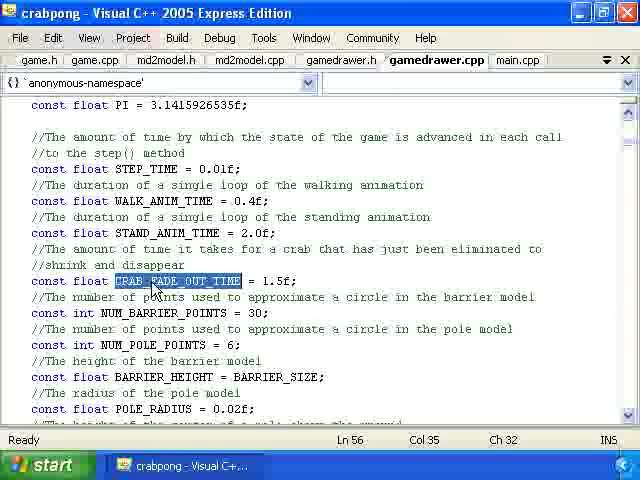 crabpong - Visual C++ 2005 Express Edition
File Edit View Project Build Debug Tools Window Community Help
game.h game.cpp md2model.h md2model.cpp gamedrawer.h gamedrawer.cpp main.cpp
{} `anonymous-namespace'
const float PI = 3.1415926535f;
//The amount of time by which the state of the game is advanced in each call
//to the step() method
const float STEP_TIME = 0.01f;
//The duration of a single loop of the walking animation
const float WALK_ANIM_TIME = 0.4f;
//The duration of a single loop of the standing animation
const float STAND_ANIM_TIME = 2.0f;
//The amount of time it takes for a crab that has just been eliminated to
//shrink and disappear
const float CRAB_FADE_OUT_TIME = 1.5f;
//The number of points used to approximate a circle in the barrier model
const int NUM_BARRIER_POINTS = 30;
//The number of points used to approximate a circle in the pole model
const int NUM_POLE_POINTS = 6;
//The height of the barrier model
const float BARRIER_HEIGHT = BARRIER_SIZE;
//The radius of the pole model
const float POLE_RADIUS = 0.02f;
Ready Ln 56 Col 35 Ch 32 INS
start crabpong - Visual C+...